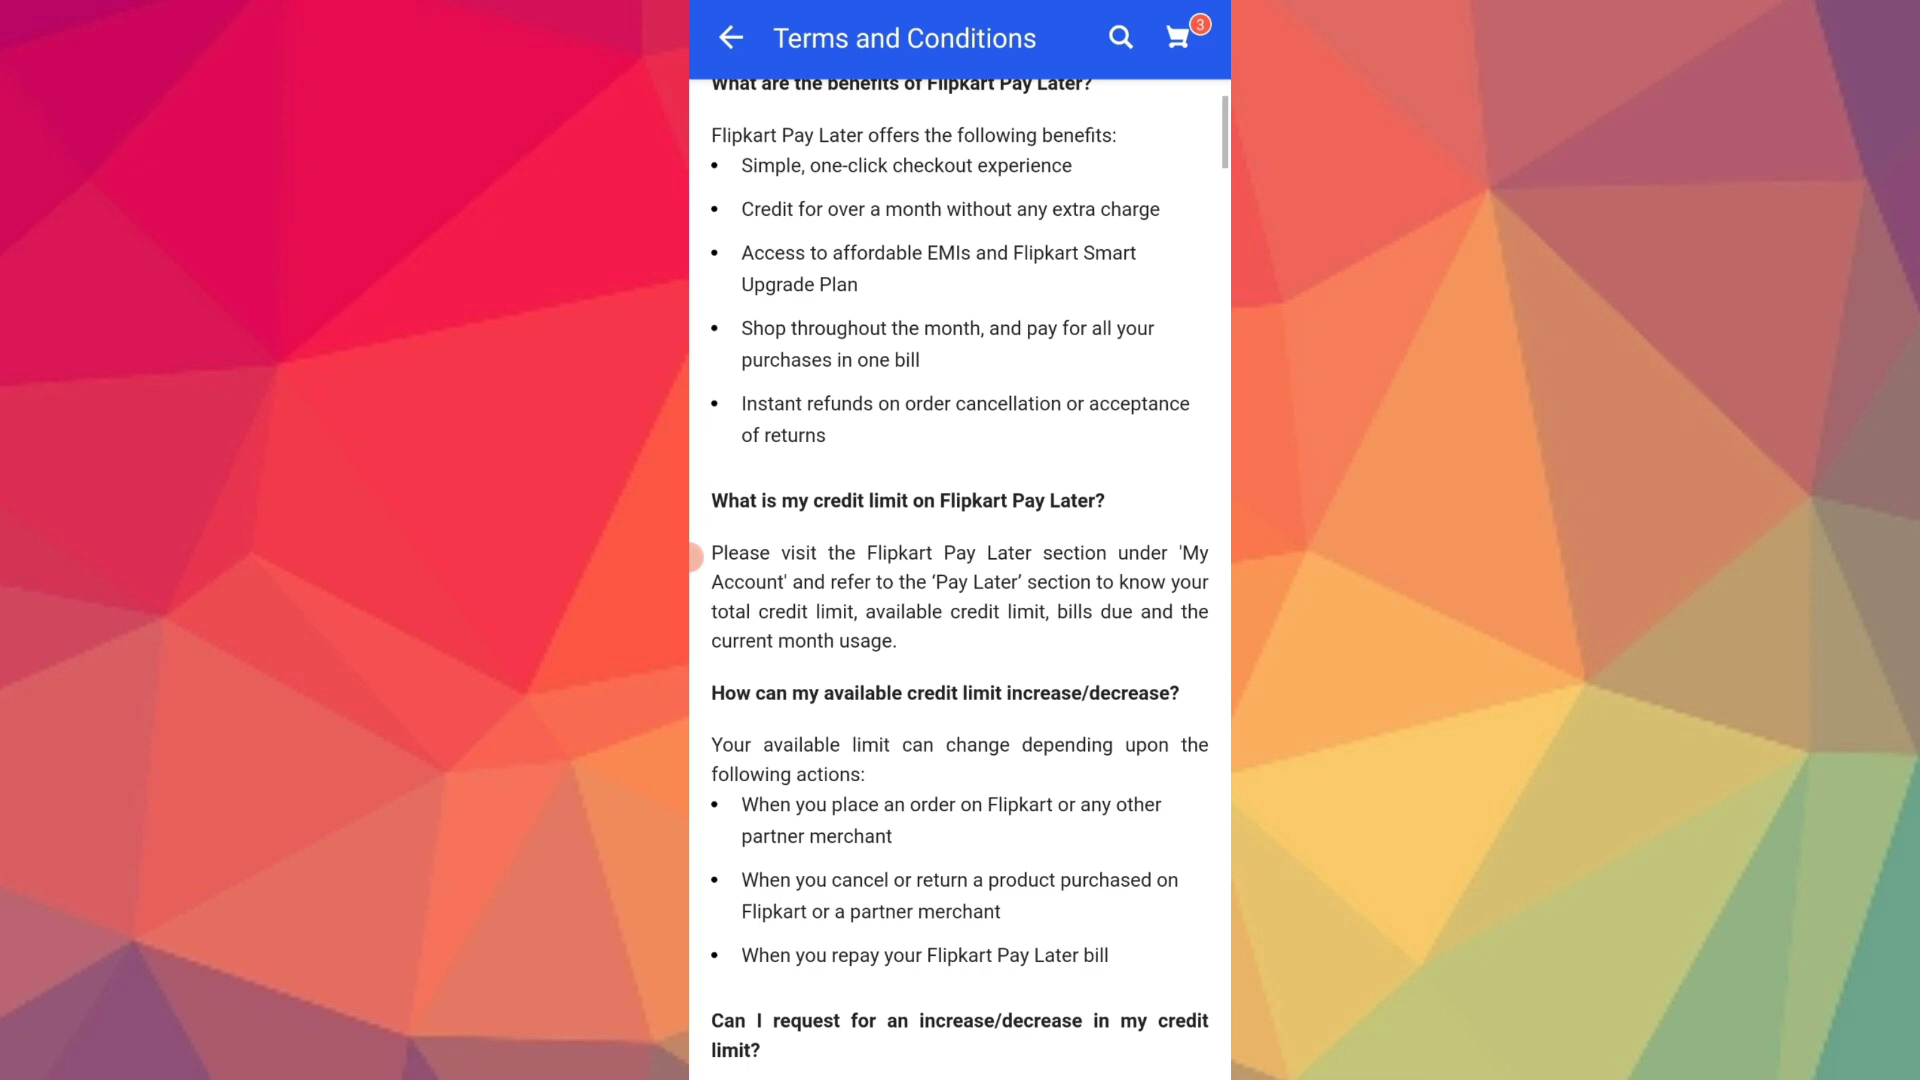 Terms and Conditions
3
What are the benefits of Flipkart Pay Later?
Flipkart Pay Later offers the following benefits:
• Simple, one-click checkout experience
• Credit for over a month without any extra charge
• Access to affordable EMIs and Flipkart Smart
Upgrade Plan
• Shop throughout the month, and pay for all your
purchases in one bill
• Instant refunds on order cancellation or acceptance
of returns
What is my credit limit on Flipkart Pay Later?
Please visit the Flipkart Pay Later section under 'My
Account' and refer to the ‘Pay Later’ section to know your
total credit limit, available credit limit, bills due and the
current month usage.
How can my available credit limit increase/decrease?
Your available limit can change depending upon the
following actions:
• When you place an order on Flipkart or any other
partner merchant
• When you cancel or return a product purchased on
Flipkart or a partner merchant
• When you repay your Flipkart Pay Later bill
Can I request for an increase/decrease in my credit
limit?